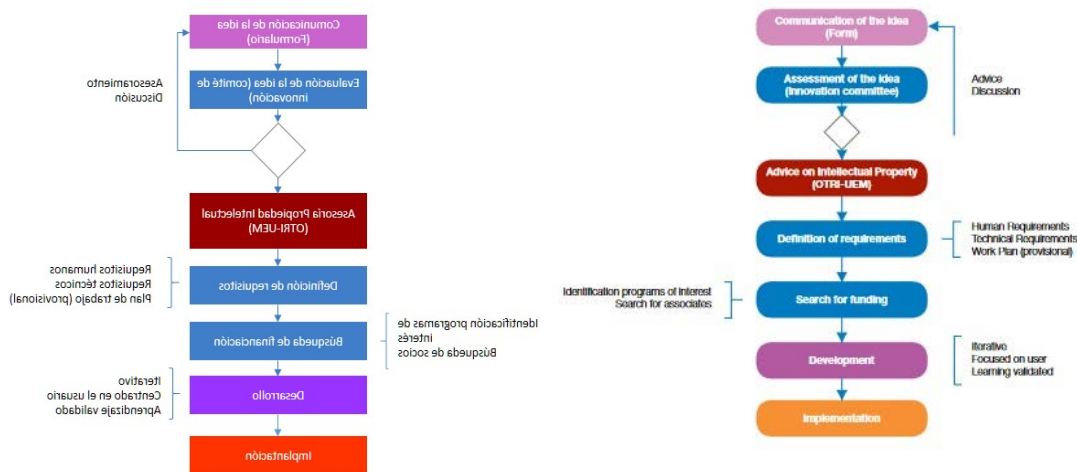 Comunicación de la idea
(Formulario)
Evaluación de la idea (comité de
innovación)
Asesoramiento
Discusión
Asesoría Propiedad Intelectual
(OTRI-UEM)
Definición de requisitos
Requisitos humanos
Requisitos técnicos
Plan de trabajo (provisional)
Búsqueda de financiación
Identificación programas de
interés
Búsqueda de socios
Desarrollo
Iterativo
Centrado en el usuario
Aprendizaje validado
Implantación
Communication of the idea
(Form)
Assessment of the idea
(Innovation committee)
Advice
Discussion
Advice on Intellectual Property
(OTRI-UEM)
Definition of requirements
Human Requirements
Technical Requirements
Work Plan (provisional)
Identification programs of interest
Search for associates
Search for funding
Development
Iterative
Focused on user
Learning validated
Implementation